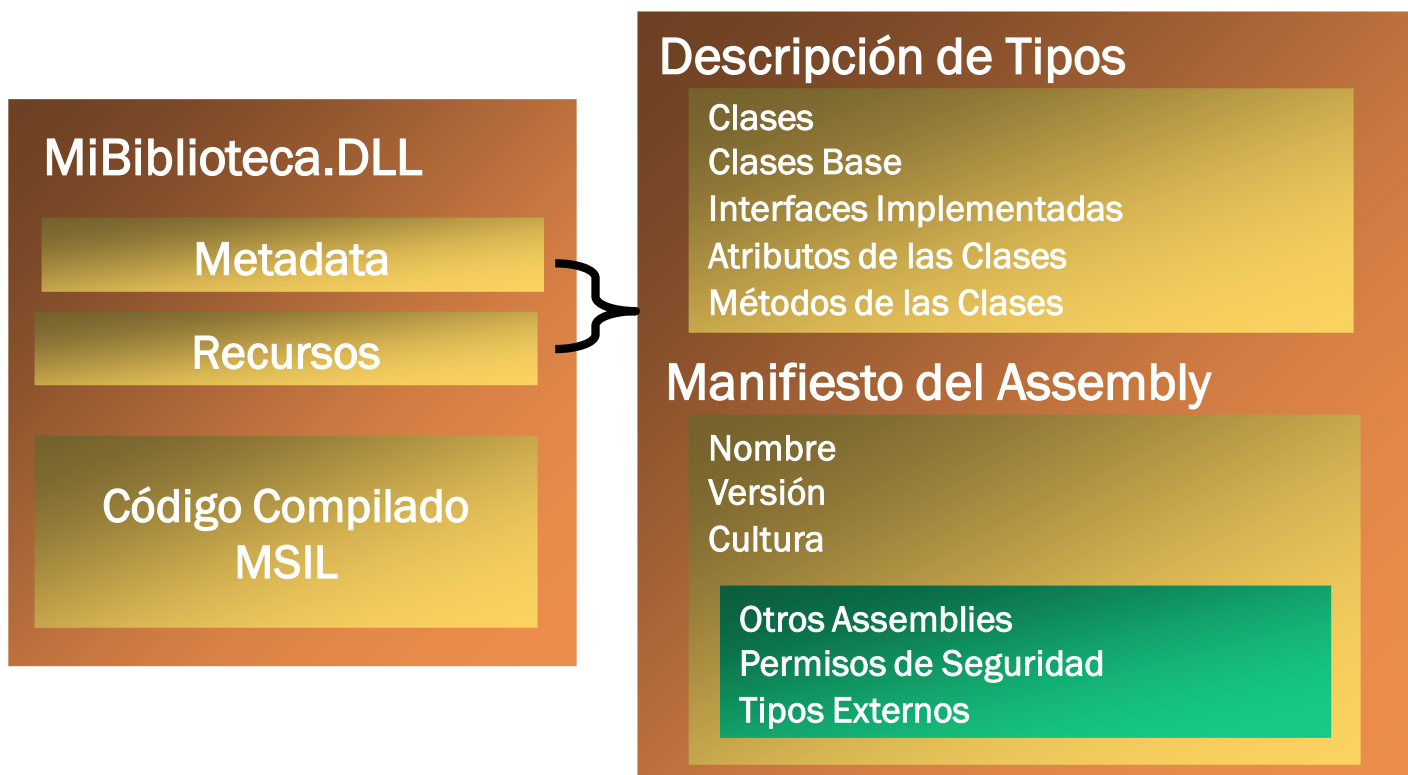 MiBiblioteca.DLL
Metadata
Recursos
Código Compilado
MSIL
Descripción de Tipos
Clases
Clases Base
Interfaces Implementadas
Atributos de las Clases
Métodos de las Clases
Manifiesto del Assembly
Nombre
Versión
Cultura
Otros Assemblies
Permisos de Seguridad
Tipos Externos